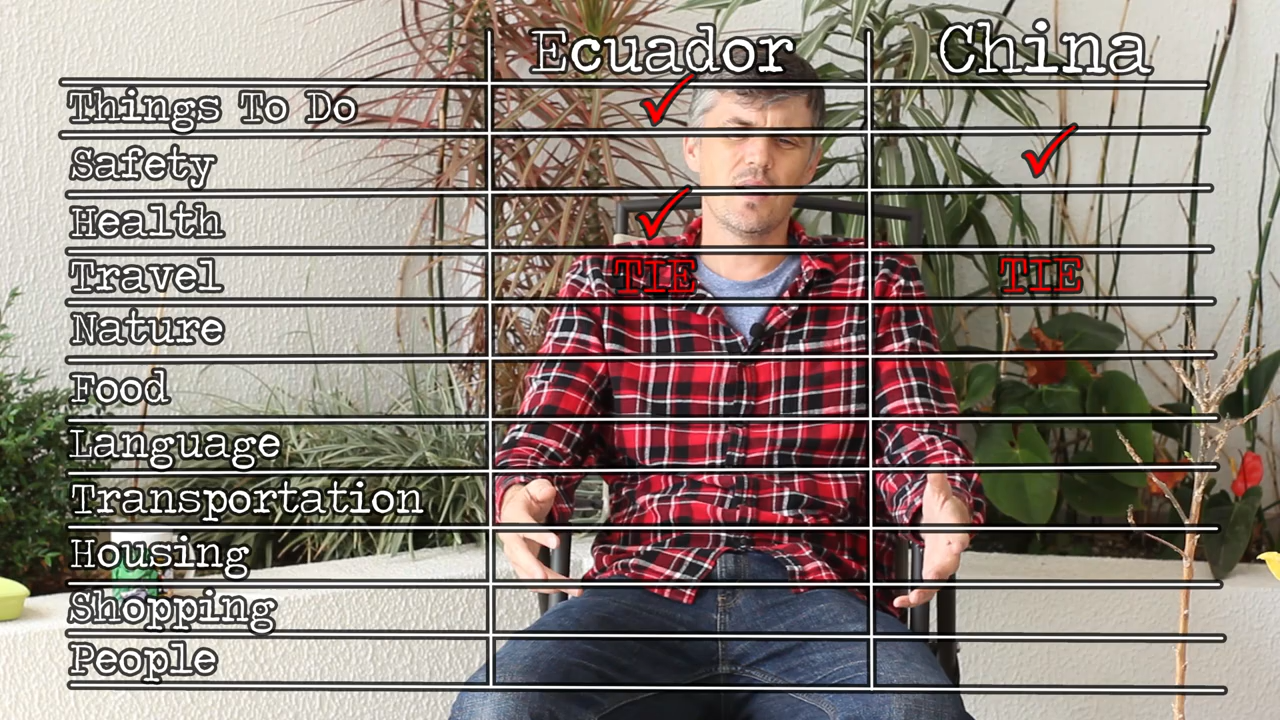 Ecuador China
Things To Do ✓
Safety ✓
Health ✓
Travel TIE TIE
Nature
Food
Language
Transportation
Housing
Shopping
People